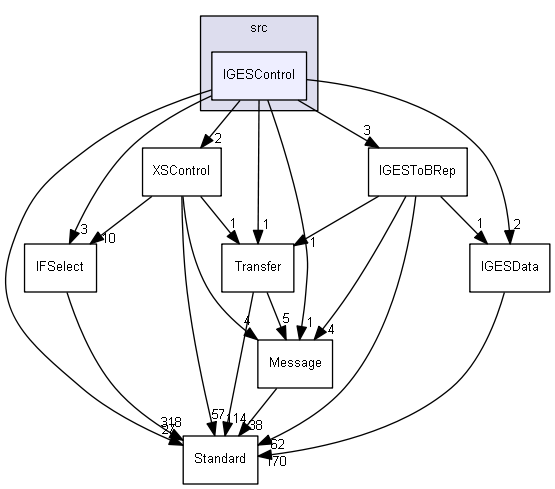 src
IGESControl
2
3
XSControl
IGESToBRep
3
10
1
1
1
1
2
IFSelect
Transfer
IGESData
4
5
1
4
Message
318
57
114
38
62
170
Standard